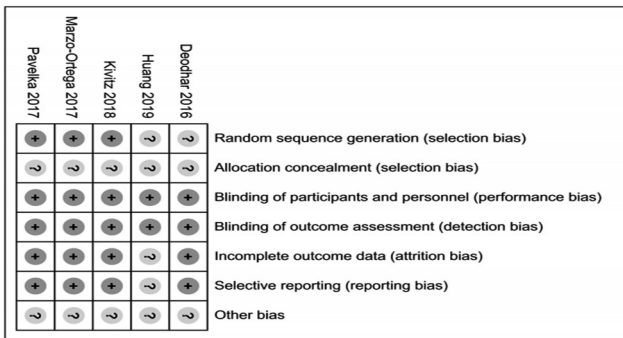 Pavelka 2017
Marzo-Ortega 2017
Kivitz 2018
Huang 2019
Deodhar 2016
+ + + ? ? Random sequence generation (selection bias)
? ? ? ? ? Allocation concealment (selection bias)
+ + + + + Blinding of participants and personnel (performance bias)
+ + + + + Blinding of outcome assessment (detection bias)
+ + + ? + Incomplete outcome data (attrition bias)
+ + + ? + Selective reporting (reporting bias)
? ? ? ? ? Other bias